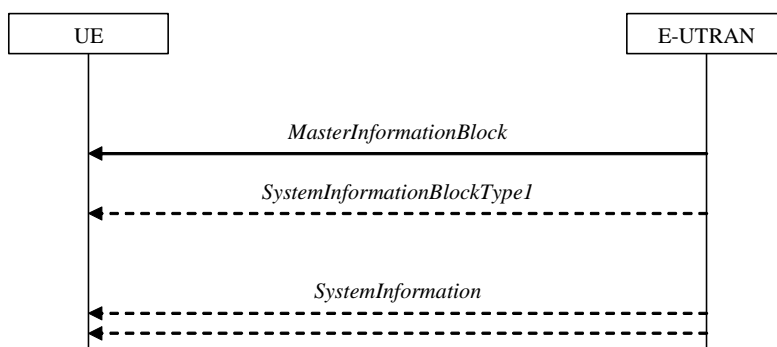 UE
E-UTRAN
MasterInformationBlock
SystemInformationBlockType1
SystemInformation